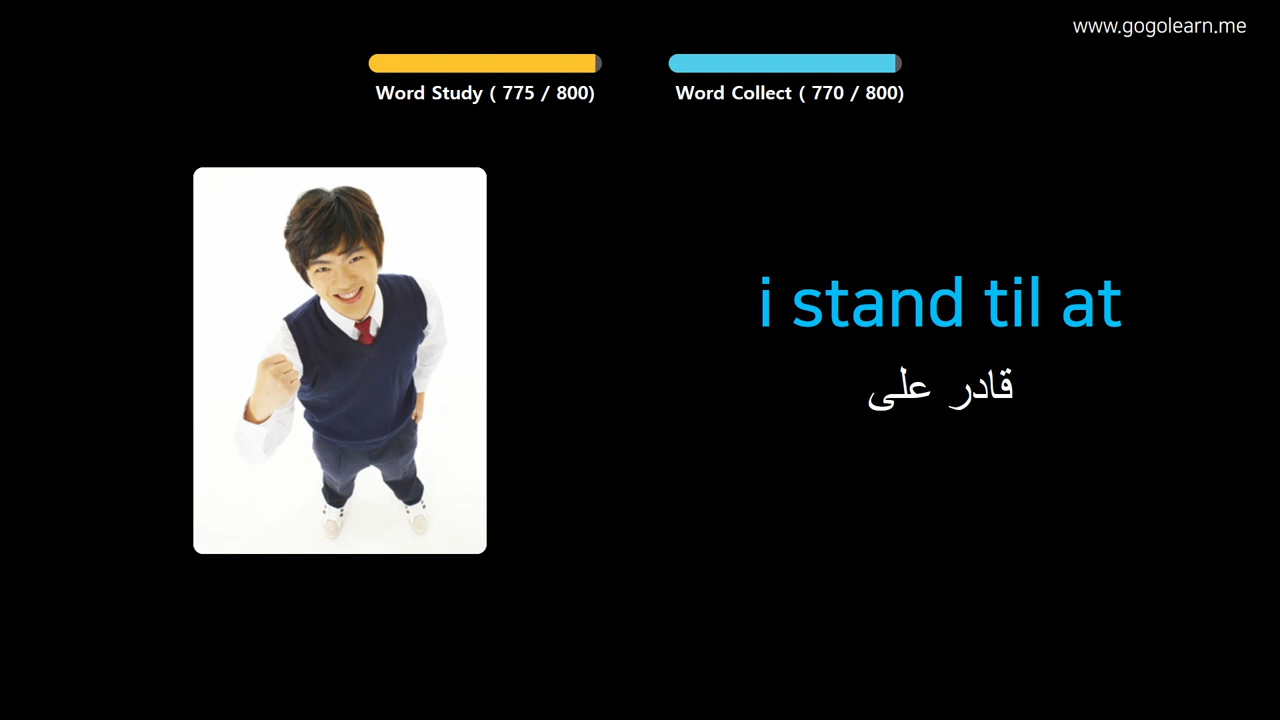 www.gogolearn.me
Word Study ( 775 / 800)
Word Collect ( 770 / 800)
i stand til at
قادر على